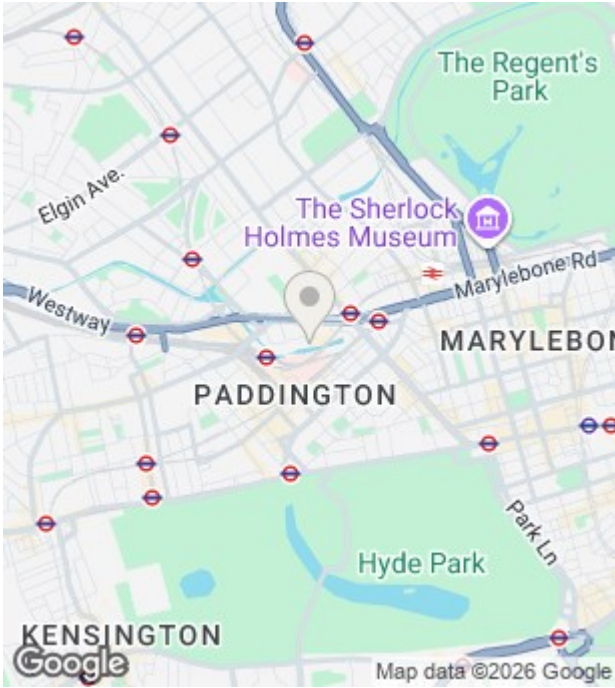 The Regent's
Park
Elgin Ave.
The Sherlock
Holmes Museum
Marylebone Rd
Westway
MARYLEBON
PADDINGTON
Park Ln
Hyde Park
KENSINGTON
Google
Map data ©2026 Google